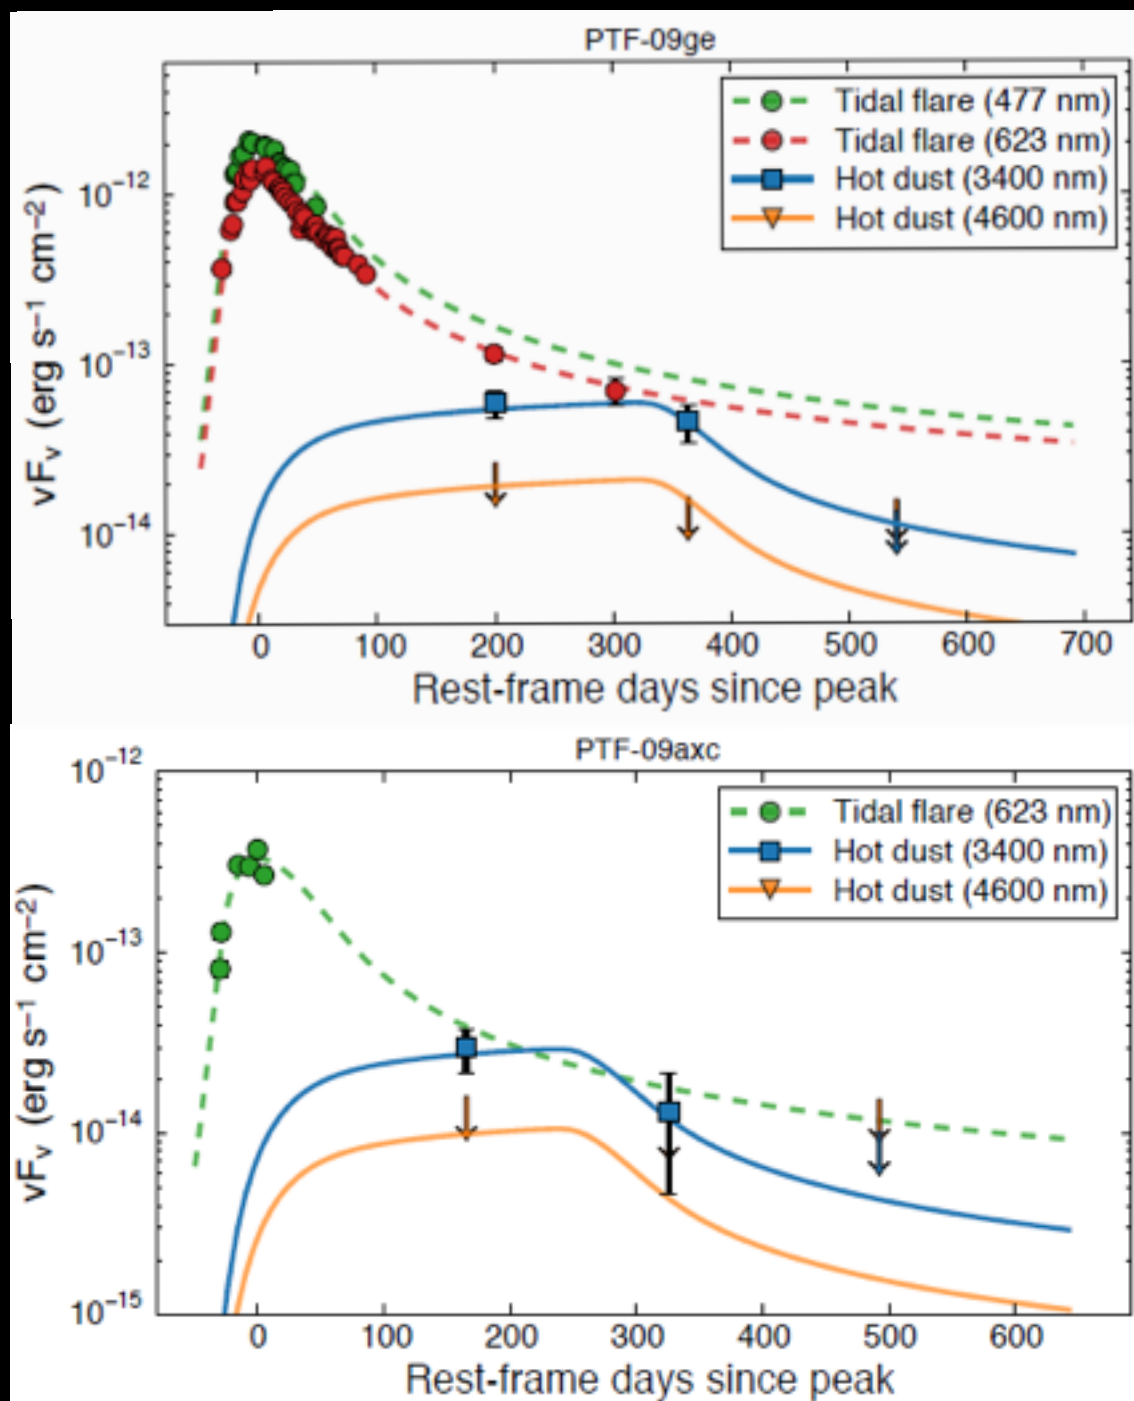 PTF-09ge
Tidal flare (477 nm)
Tidal flare (623 nm)
Hot dust (3400 nm)
Hot dust (4600 nm)
νFᵥ (erg s⁻¹ cm⁻²)
10⁻¹²
10⁻¹³
10⁻¹⁴
0 100 200 300 400 500 600 700
Rest-frame days since peak
PTF-09axc
Tidal flare (623 nm)
Hot dust (3400 nm)
Hot dust (4600 nm)
νFᵥ (erg s⁻¹ cm⁻²)
10⁻¹²
10⁻¹³
10⁻¹⁴
10⁻¹⁵
0 100 200 300 400 500 600
Rest-frame days since peak